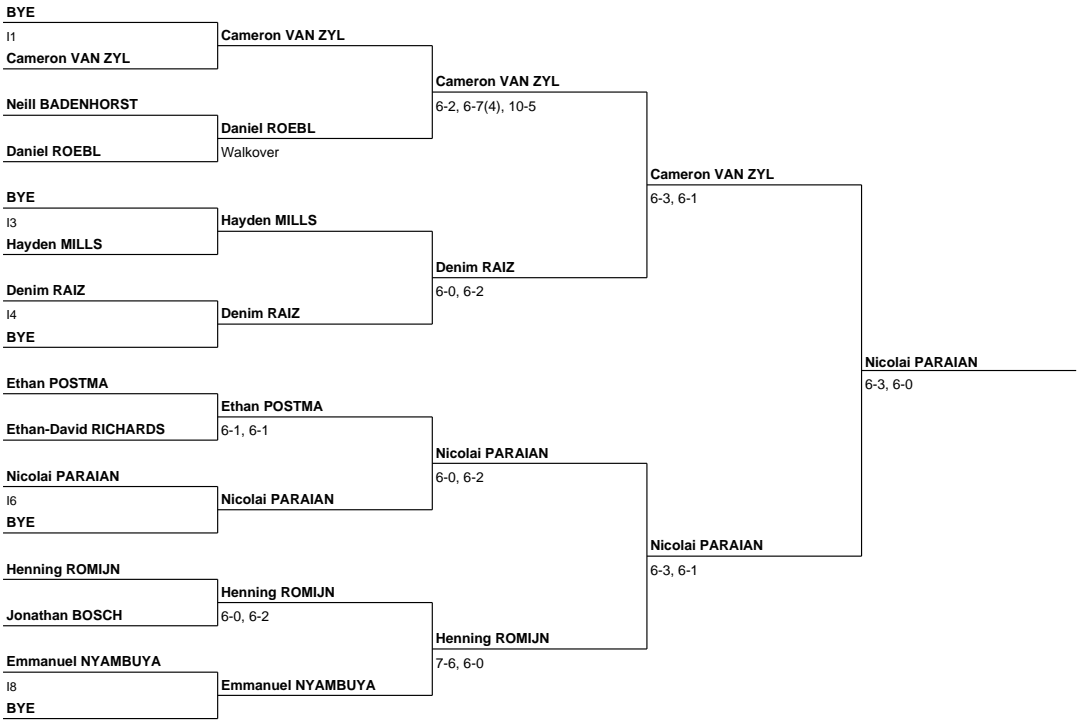 BYE
I1
Cameron VAN ZYL
Neill BADENHORST
Daniel ROEBL
BYE
I3
Hayden MILLS
Denim RAIZ
I4
BYE
Ethan POSTMA
Ethan-David RICHARDS
Nicolai PARAIAN
I6
BYE
Henning ROMIJN
Jonathan BOSCH
Emmanuel NYAMBUYA
I8
BYE
Cameron VAN ZYL
Daniel ROEBL
Walkover
Hayden MILLS
Denim RAIZ
Ethan POSTMA
6-1, 6-1
Nicolai PARAIAN
Henning ROMIJN
6-0, 6-2
Emmanuel NYAMBUYA
Cameron VAN ZYL
6-2, 6-7(4), 10-5
Denim RAIZ
6-0, 6-2
Nicolai PARAIAN
6-0, 6-2
Henning ROMIJN
7-6, 6-0
Cameron VAN ZYL
6-3, 6-1
Nicolai PARAIAN
6-3, 6-1
Nicolai PARAIAN
6-3, 6-0